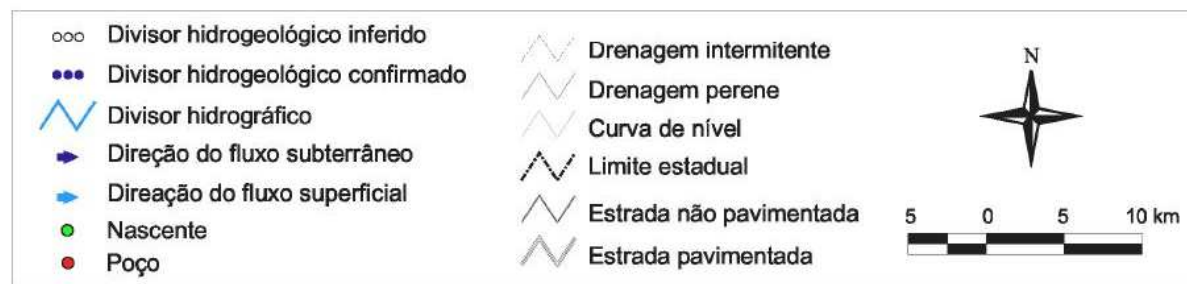 Divisor hidrogeológico inferido
Divisor hidrogeológico confirmado
Divisor hidrográfico
Direção do fluxo subterrâneo
Direação do fluxo superficial
Nascente
Poço
Drenagem intermitente
Drenagem perene
Curva de nível
Limite estadual
Estrada não pavimentada
Estrada pavimentada
N
5 0 5 10 km